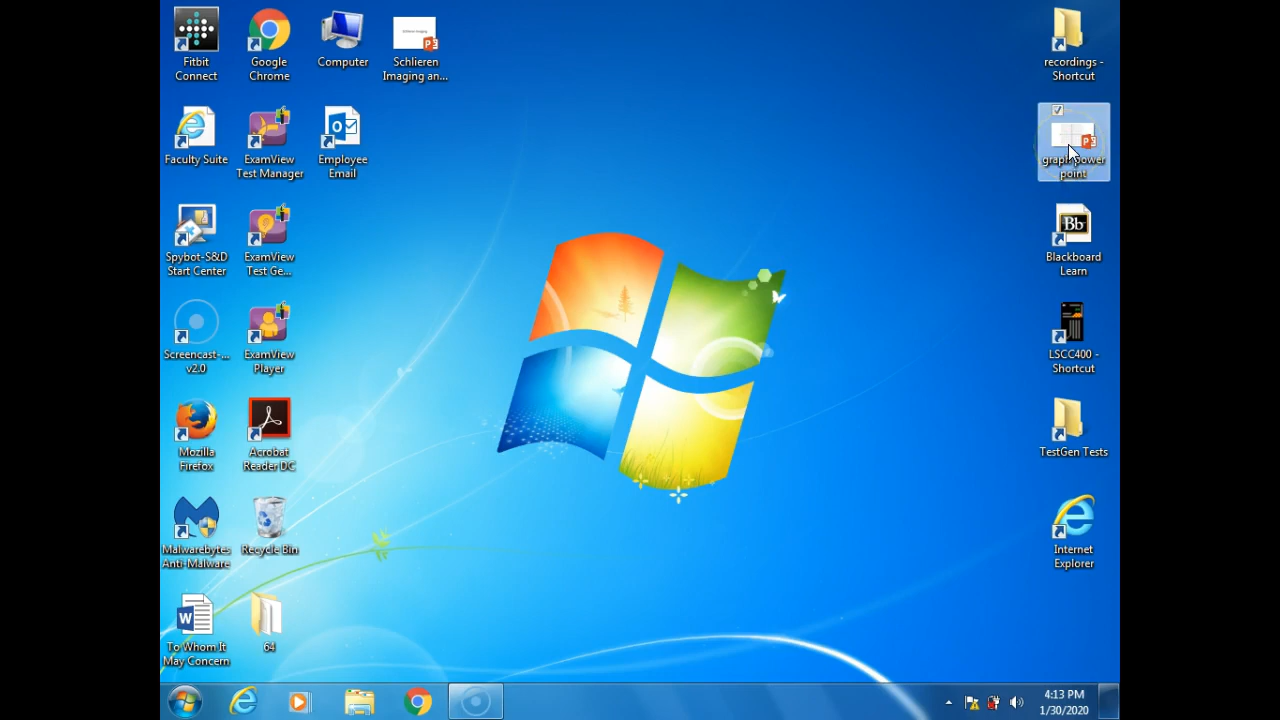 Fitbit
Connect
Google
Chrome
Computer
Schlieren
Imaging an...
Faculty Suite
ExamView
Test Manager
Employee
Email
Spybot-S&D
Start Center
ExamView
Test Ge...
Screencast-...
v2.0
ExamView
Player
Mozilla
Firefox
Acrobat
Reader DC
Malwarebytes
Anti-Malware
Recycle Bin
To Whom It
May Concern
64
recordings -
Shortcut
graph power
point
Bb
Blackboard
Learn
LSCC400 -
Shortcut
TestGen Tests
Internet
Explorer
4:13 PM
1/30/2020